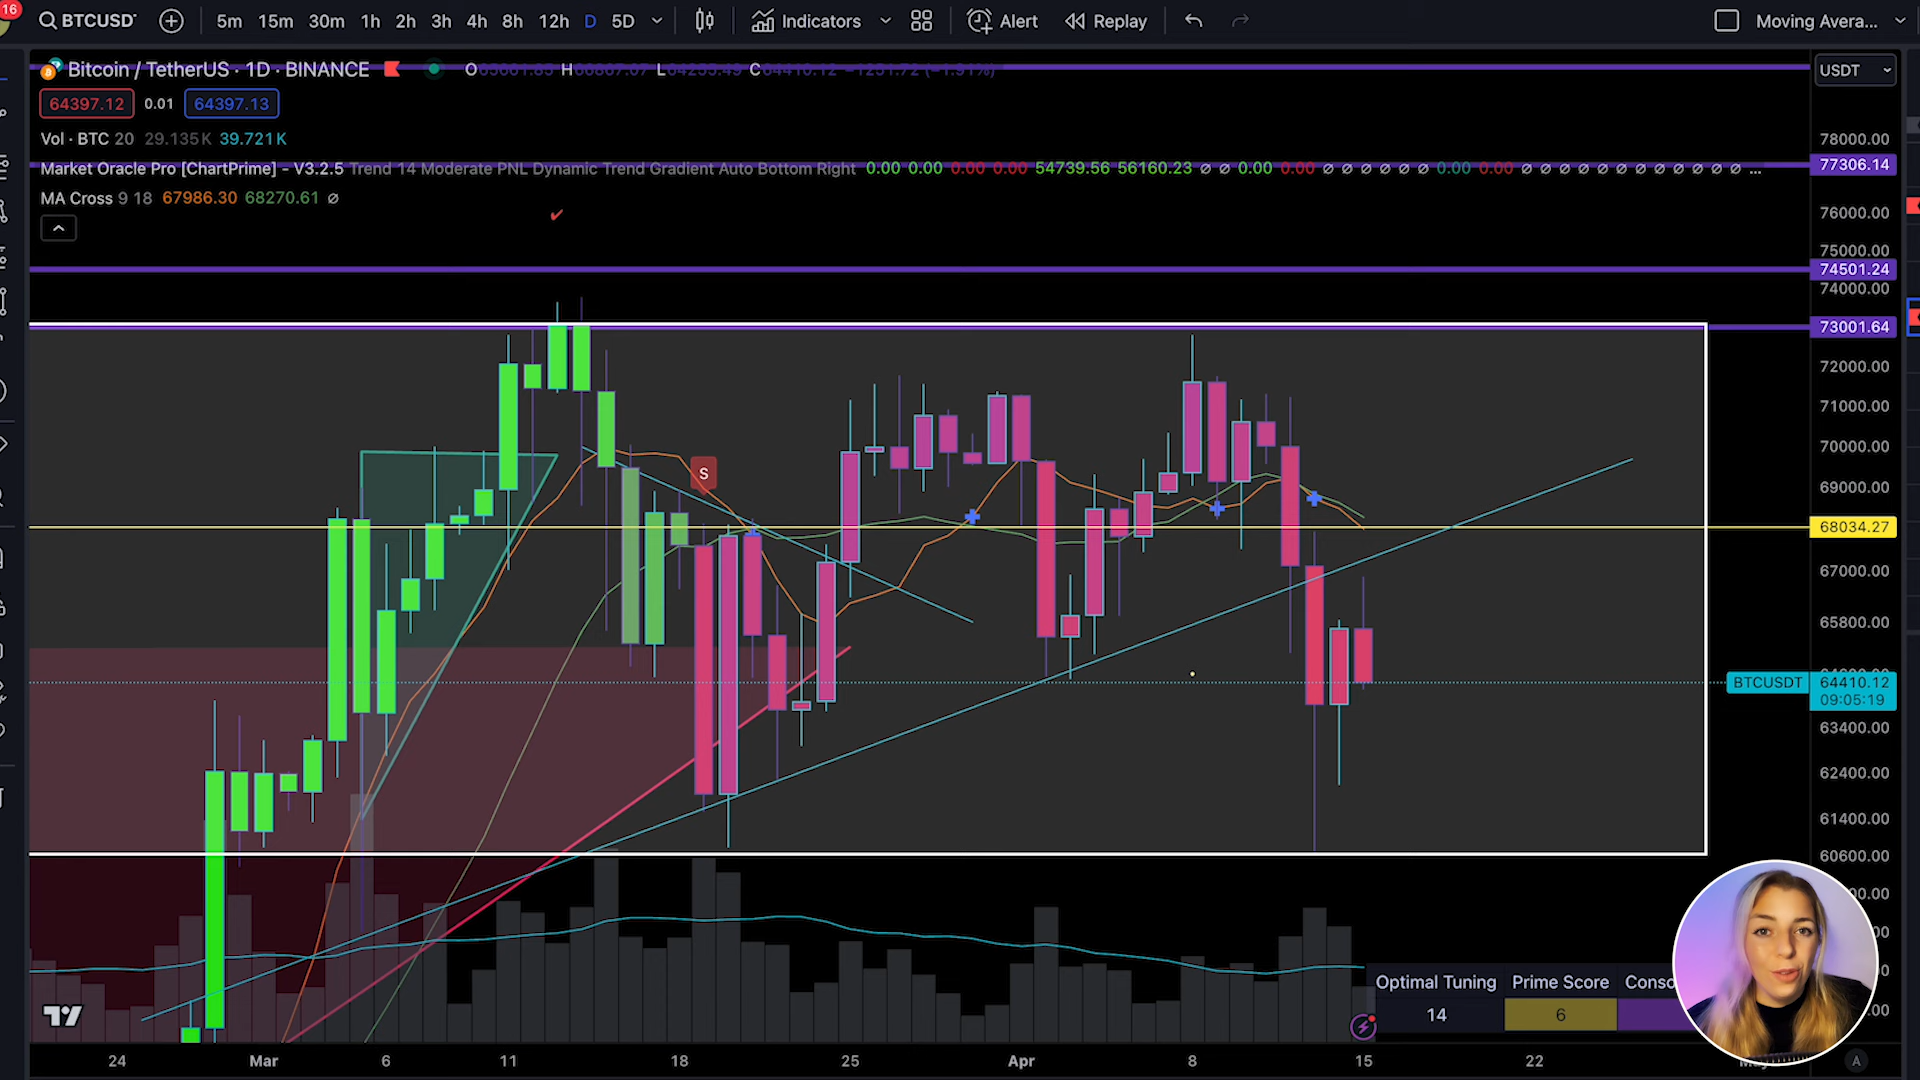 16
BTCUSD 5m 15m 30m 1h 2h 3h 4h 8h 12h D 5D Indicators Alert Replay Moving Avera...
Bitcoin / TetherUS · 1D · BINANCE O H L C
USDT
64397.12 0.01 64397.13
Vol · BTC 20 29.135K 39.721K
Market Oracle Pro [ChartPrime] - V3.2.5 Trend 14 Moderate PNL Dynamic Trend Gradient Auto Bottom Right 0.00 0.00 0.00 0.00 54739.56 56160.23 ∅ ∅ 0.00 0.00 ∅ ∅ ∅ ∅ ∅ ∅ 0.00 0.00 ∅ ∅ ∅ ∅ ∅ ∅ ∅ ∅ ∅ ∅ ∅ ∅ ...
MA Cross 9 18 67986.30 68270.61 ∅
78000.00
77306.14
76000.00
75000.00
74501.24
74000.00
73001.64
72000.00
71000.00
70000.00
S
69000.00
68034.27
67000.00
65800.00
BTCUSDT 64410.12
09:05:19
63400.00
62400.00
61400.00
60600.00
Optimal Tuning Prime Score
14 6
24 Mar 6 11 18 25 Apr 8 15 22
A